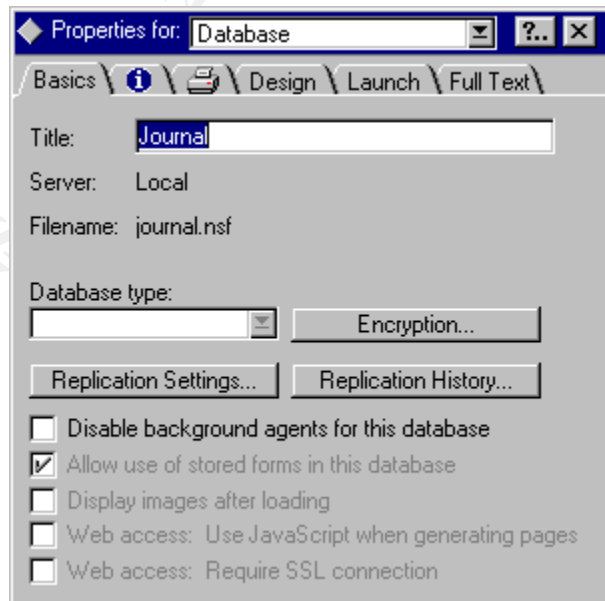 Properties for: Database ?..
Basics i Design Launch Full Text
Title: Journal
Server: Local
Filename: journal.nsf
Database type:
Encryption...
Replication Settings... Replication History...
Disable background agents for this database
Allow use of stored forms in this database
Display images after loading
Web access: Use JavaScript when generating pages
Web access: Require SSL connection